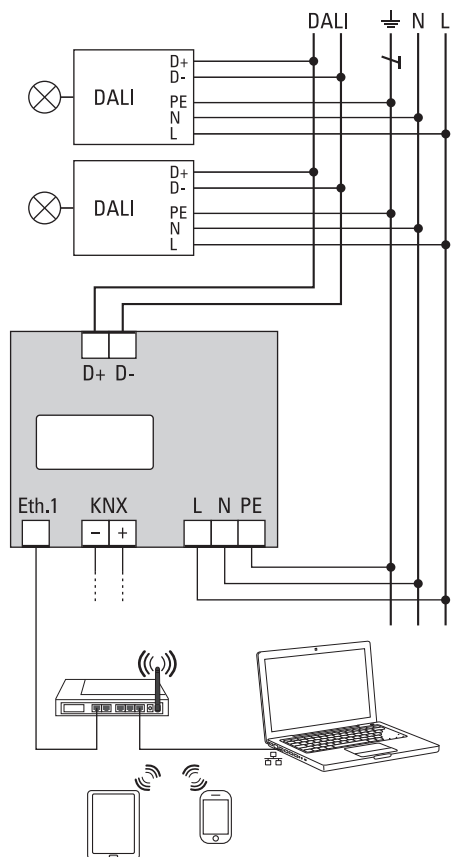 DALI N L
D+
D-
DALI
PE
N
L
D+
D-
DALI
PE
N
L
D+ D-
Eth.1 KNX L N PE
– +